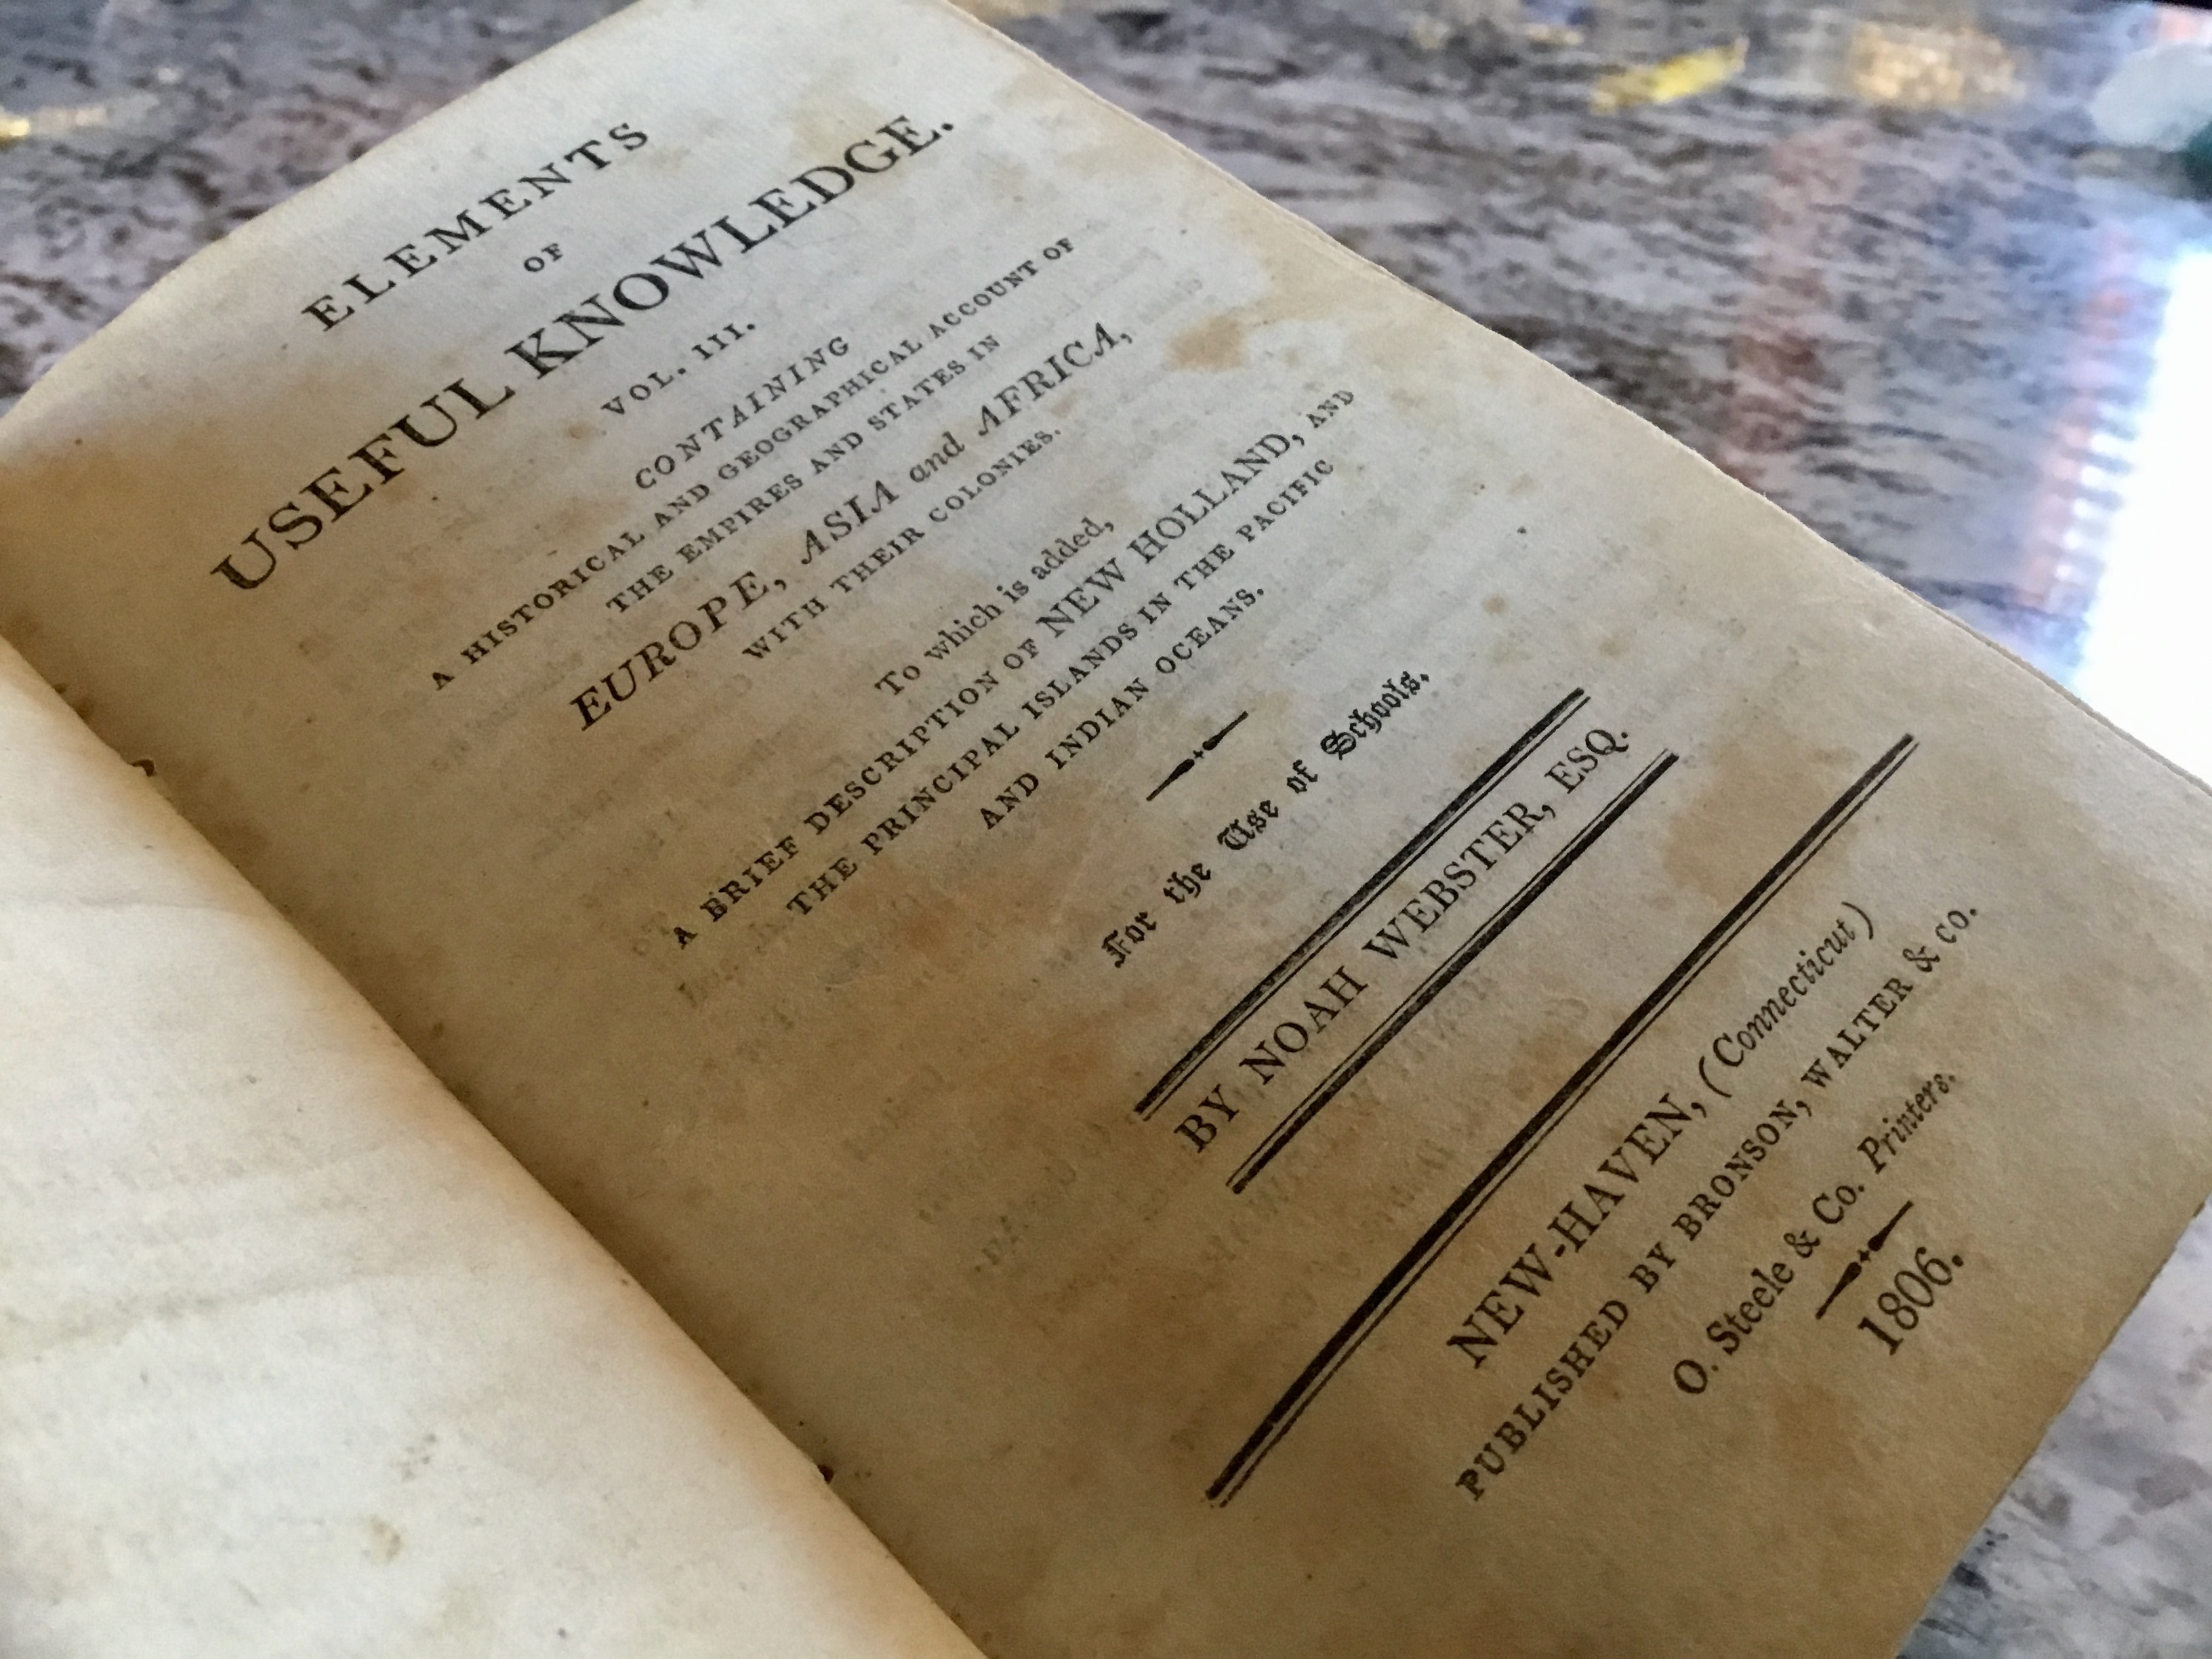 ELEMENTS
OF
USEFUL KNOWLEDGE.
VOL. III.
CONTAINING
A HISTORICAL AND GEOGRAPHICAL ACCOUNT OF
THE EMPIRES AND STATES IN
EUROPE, ASIA and AFRICA,
WITH THEIR COLONIES.
To which is added,
A BRIEF DESCRIPTION OF NEW HOLLAND, AND
THE PRINCIPAL ISLANDS IN THE PACIFIC
AND INDIAN OCEANS.
For the Use of Schools.
BY NOAH WEBSTER, ESQ.
NEW-HAVEN, (Connecticut)
PUBLISHED BY BRONSON, WALTER & CO.
O. Steele & Co. Printers.
1806.